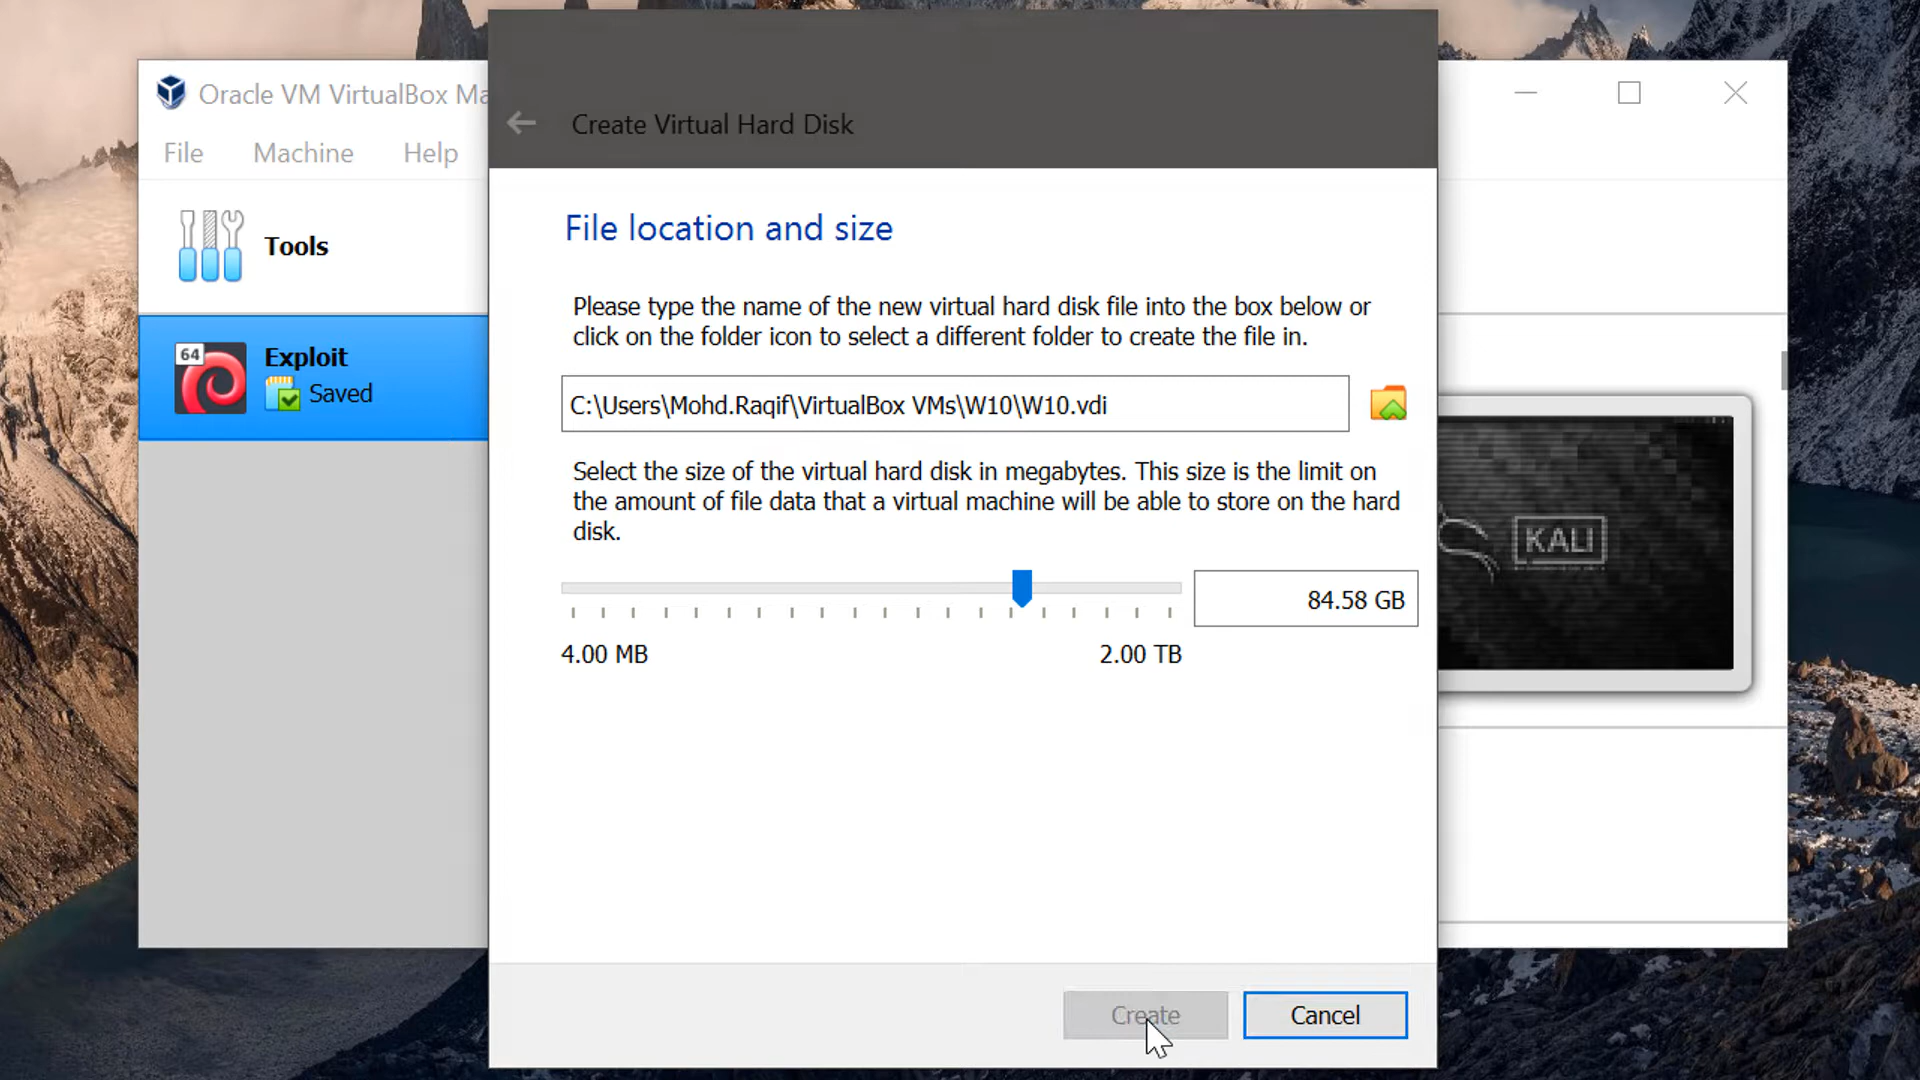 Oracle VM VirtualBox Ma
File Machine Help
Tools
64
Exploit
Saved
Create Virtual Hard Disk
File location and size
Please type the name of the new virtual hard disk file into the box below or
click on the folder icon to select a different folder to create the file in.
C:\Users\Mohd.Raqif\VirtualBox VMs\W10\W10.vdi
Select the size of the virtual hard disk in megabytes. This size is the limit on
the amount of file data that a virtual machine will be able to store on the hard
disk.
84.58 GB
4.00 MB 2.00 TB
Create Cancel
KALI